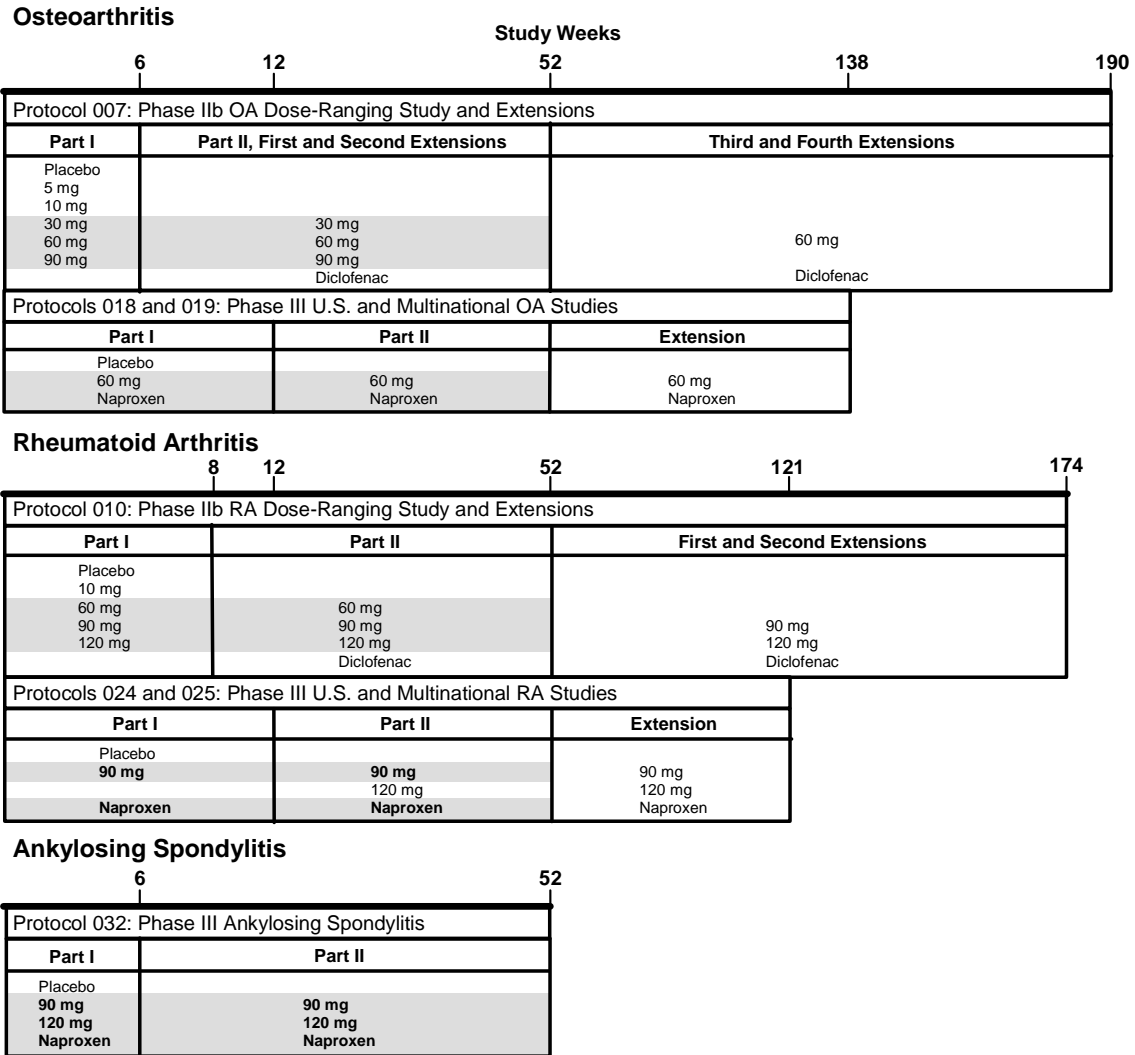 Osteoarthritis
Study Weeks
6 12 52 138 190
Protocol 007: Phase IIb OA Dose-Ranging Study and Extensions
Part I Part II, First and Second Extensions Third and Fourth Extensions
Placebo
5 mg
10 mg
30 mg 30 mg
60 mg 60 mg 60 mg
90 mg 90 mg
Diclofenac Diclofenac
Protocols 018 and 019: Phase III U.S. and Multinational OA Studies
Part I Part II Extension
Placebo
60 mg 60 mg 60 mg
Naproxen Naproxen Naproxen
Rheumatoid Arthritis
8 12 52 121 174
Protocol 010: Phase IIb RA Dose-Ranging Study and Extensions
Part I Part II First and Second Extensions
Placebo
10 mg
60 mg 60 mg
90 mg 90 mg 90 mg
120 mg 120 mg 120 mg
Diclofenac Diclofenac
Protocols 024 and 025: Phase III U.S. and Multinational RA Studies
Part I Part II Extension
Placebo
90 mg 90 mg 90 mg
120 mg 120 mg
Naproxen Naproxen Naproxen
Ankylosing Spondylitis
6 52
Protocol 032: Phase III Ankylosing Spondylitis
Part I Part II
Placebo
90 mg 90 mg
120 mg 120 mg
Naproxen Naproxen